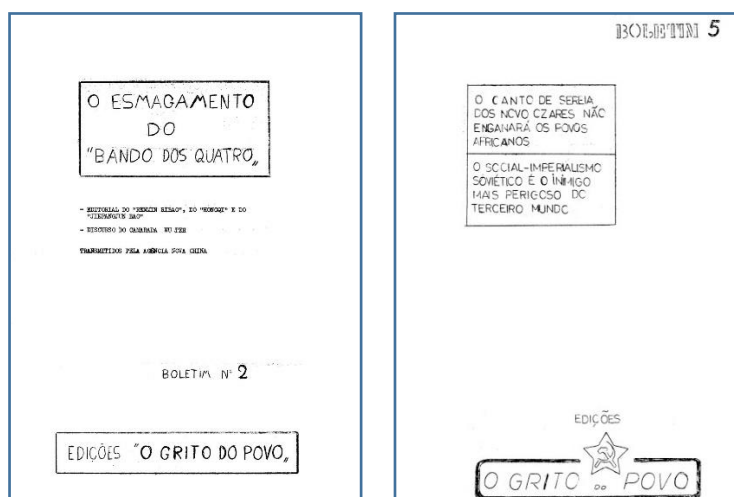 O ESMAGAMENTO
DO
"BANDO DOS QUATRO"
- EDITORIAL DO "RENMIN RIBAO", DO "HONGQI" E DO
"JIEFANGJUN BAO"
- DISCURSO DO CAMARADA WU TEH
TRANSMITIDOS PELA AGÊNCIA NOVA CHINA
BOLETIM Nº 2
EDIÇÕES "O GRITO DO POVO"
BOLETIM 5
O CANTO DE SEREIA
DOS NOVO CZARES NÃO
ENGANARÁ OS POVOS
AFRICANOS
O SOCIAL-IMPERIALISMO
SOVIÉTICO É O INIMIGO
MAIS PERIGOSO DO
TERCEIRO MUNDO
EDIÇÕES
O GRITO DO POVO